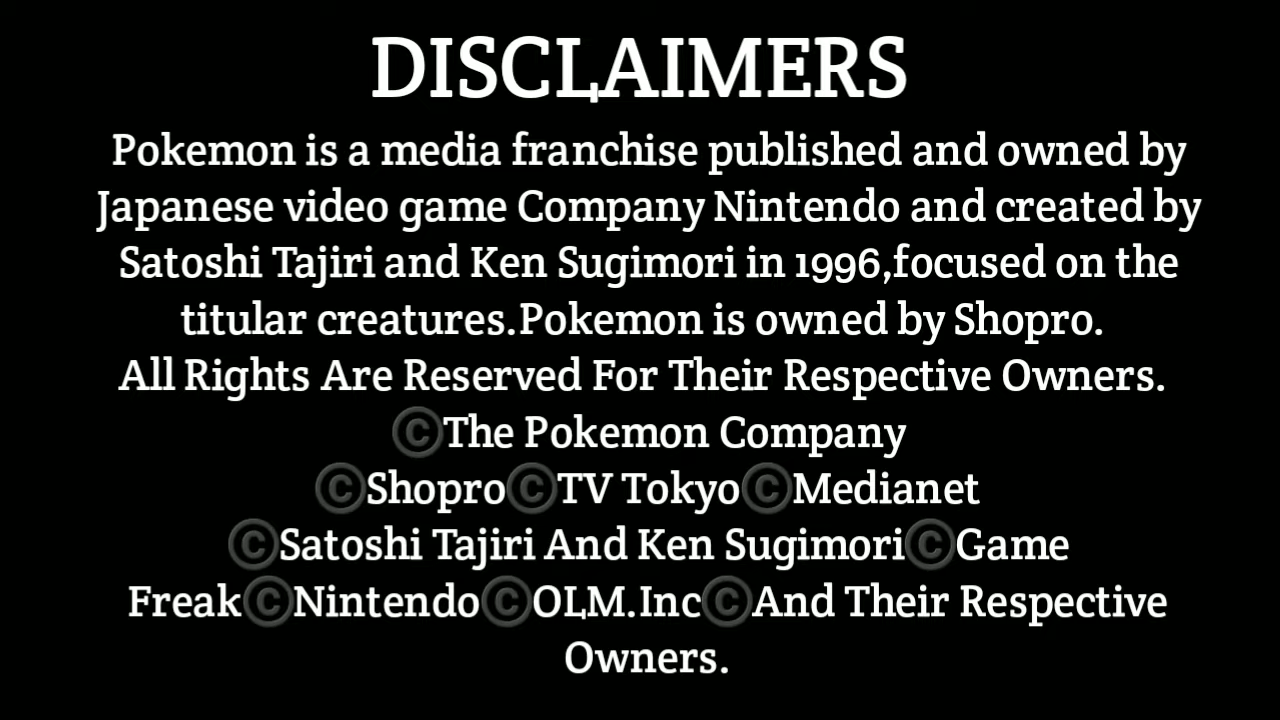 DISCLAIMERS
Pokemon is a media franchise published and owned by
Japanese video game Company Nintendo and created by
Satoshi Tajiri and Ken Sugimori in 1996,focused on the
titular creatures.Pokemon is owned by Shopro.
All Rights Are Reserved For Their Respective Owners.
©The Pokemon Company
©Shopro©TV Tokyo©Medianet
©Satoshi Tajiri And Ken Sugimori©Game
Freak©Nintendo©OLM.Inc©And Their Respective
Owners.